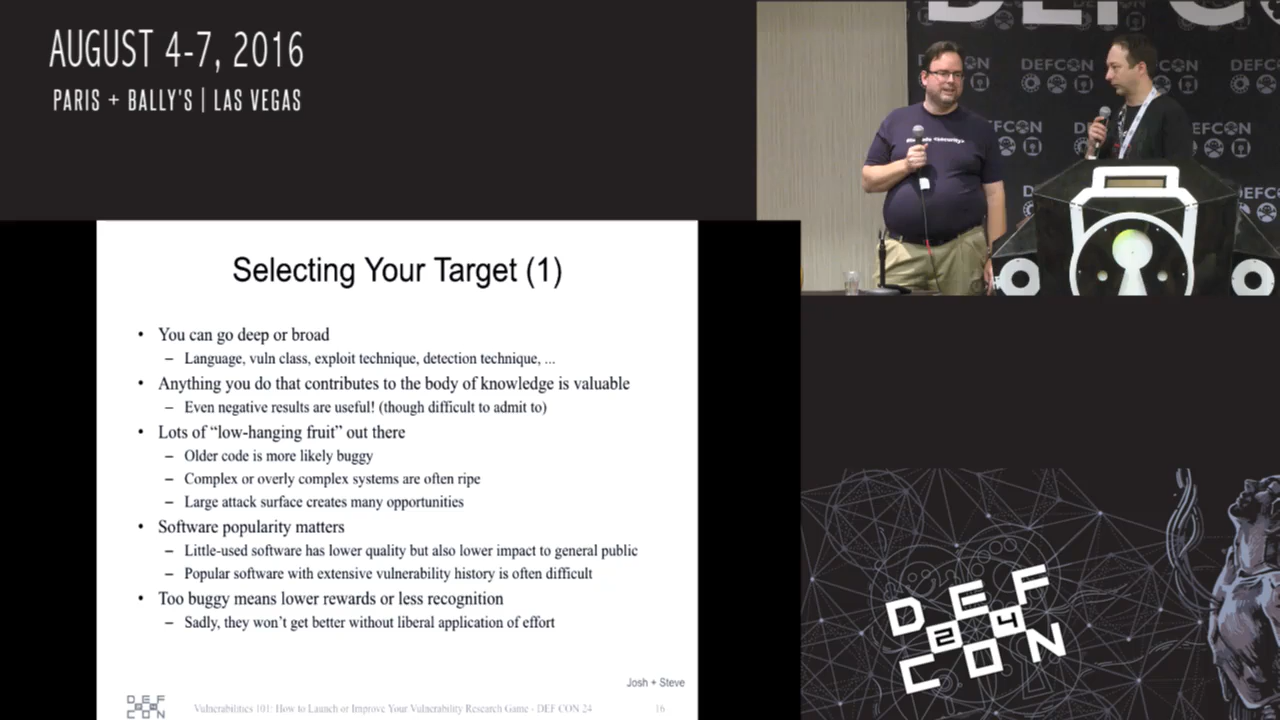 AUGUST 4-7, 2016
PARIS + BALLY'S | LAS VEGAS
DEFCON
DEFCON
DEFCON
<security>
Selecting Your Target (1)
• You can go deep or broad
– Language, vuln class, exploit technique, detection technique, ...
• Anything you do that contributes to the body of knowledge is valuable
– Even negative results are useful! (though difficult to admit to)
• Lots of “low-hanging fruit” out there
– Older code is more likely buggy
– Complex or overly complex systems are often ripe
– Large attack surface creates many opportunities
• Software popularity matters
– Little-used software has lower quality but also lower impact to general public
– Popular software with extensive vulnerability history is often difficult
• Too buggy means lower rewards or less recognition
– Sadly, they won’t get better without liberal application of effort
Josh + Steve
DEF
CON
Vulnerabilities 101: How to Launch or Improve Your Vulnerability Research Game - DEF CON 24
16
DEF
24
CON